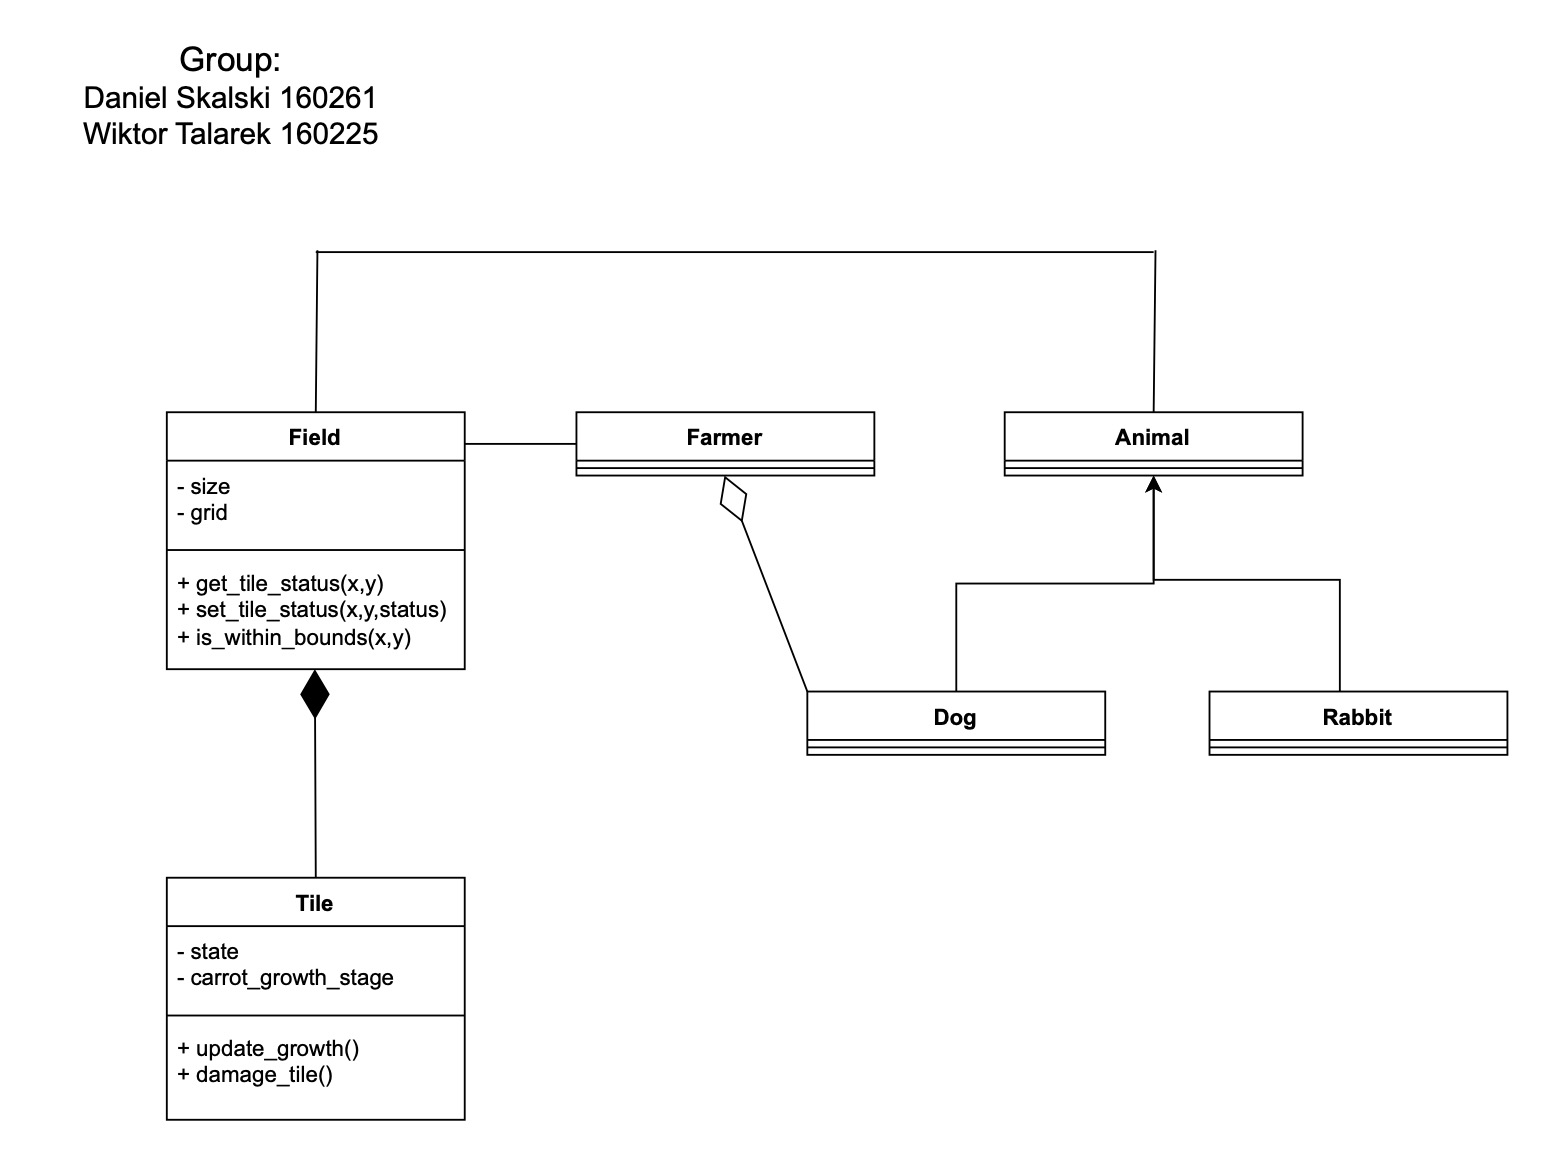 Group:
Daniel Skalski 160261
Wiktor Talarek 160225
Field
- size
- grid
+ get_tile_status(x,y)
+ set_tile_status(x,y,status)
+ is_within_bounds(x,y)
Farmer
Animal
Dog
Rabbit
Tile
- state
- carrot_growth_stage
+ update_growth()
+ damage_tile()